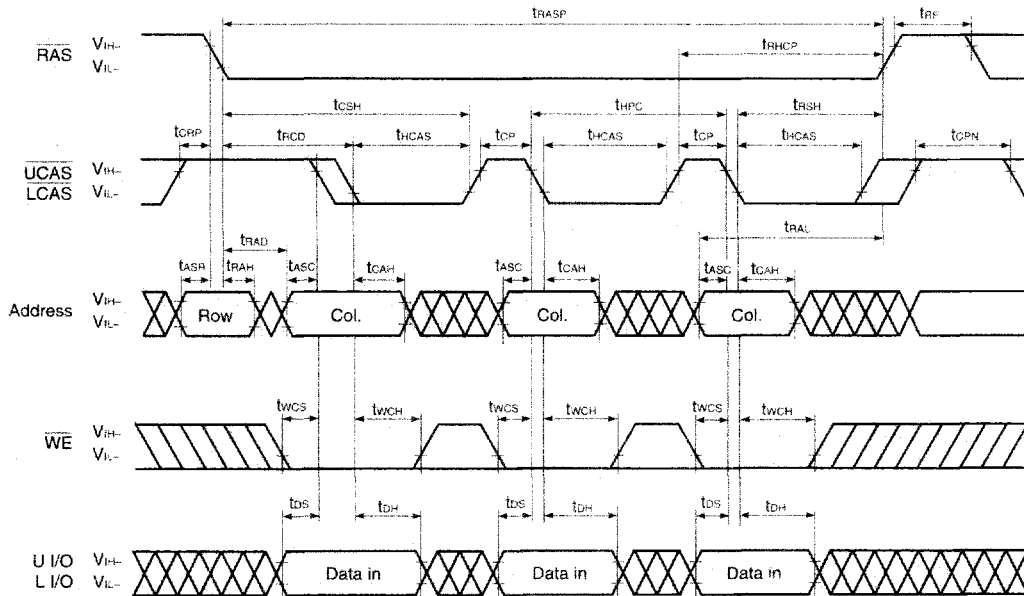 tRASP
tRP
RAS VIH–
VIL–
tRHCP
tCSH
tHPC
tRSH
tCRP
tRCD
tHCAS
tCP
tHCAS
tCP
tHCAS
tCPN
UCAS VIH–
LCAS VIL–
tRAD
tRAL
tASR
tRAH
tASC
tCAH
tASC
tCAH
tASC
tCAH
Address VIH–
VIL–
Row
Col.
Col.
Col.
tWCS
tWCH
tWCS
tWCH
tWCS
tWCH
WE VIH–
VIL–
tDS
tDH
tDS
tDH
tDS
tDH
U I/O VIH–
L I/O VIL–
Data in
Data in
Data in